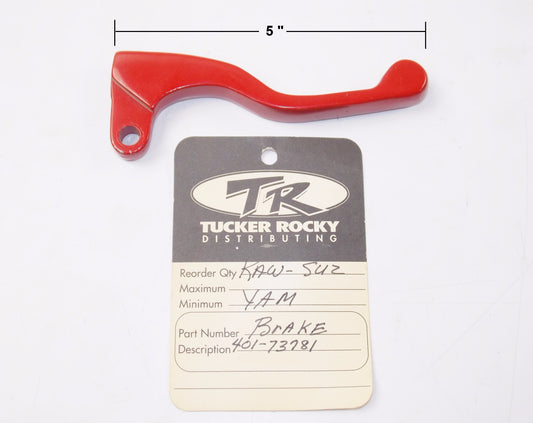 5 "
TR
TUCKER ROCKY
DISTRIBUTING
Reorder Qty KAW-SUZ
Maximum
Minimum YAM
Part Number BrAKE
Description 401-73781